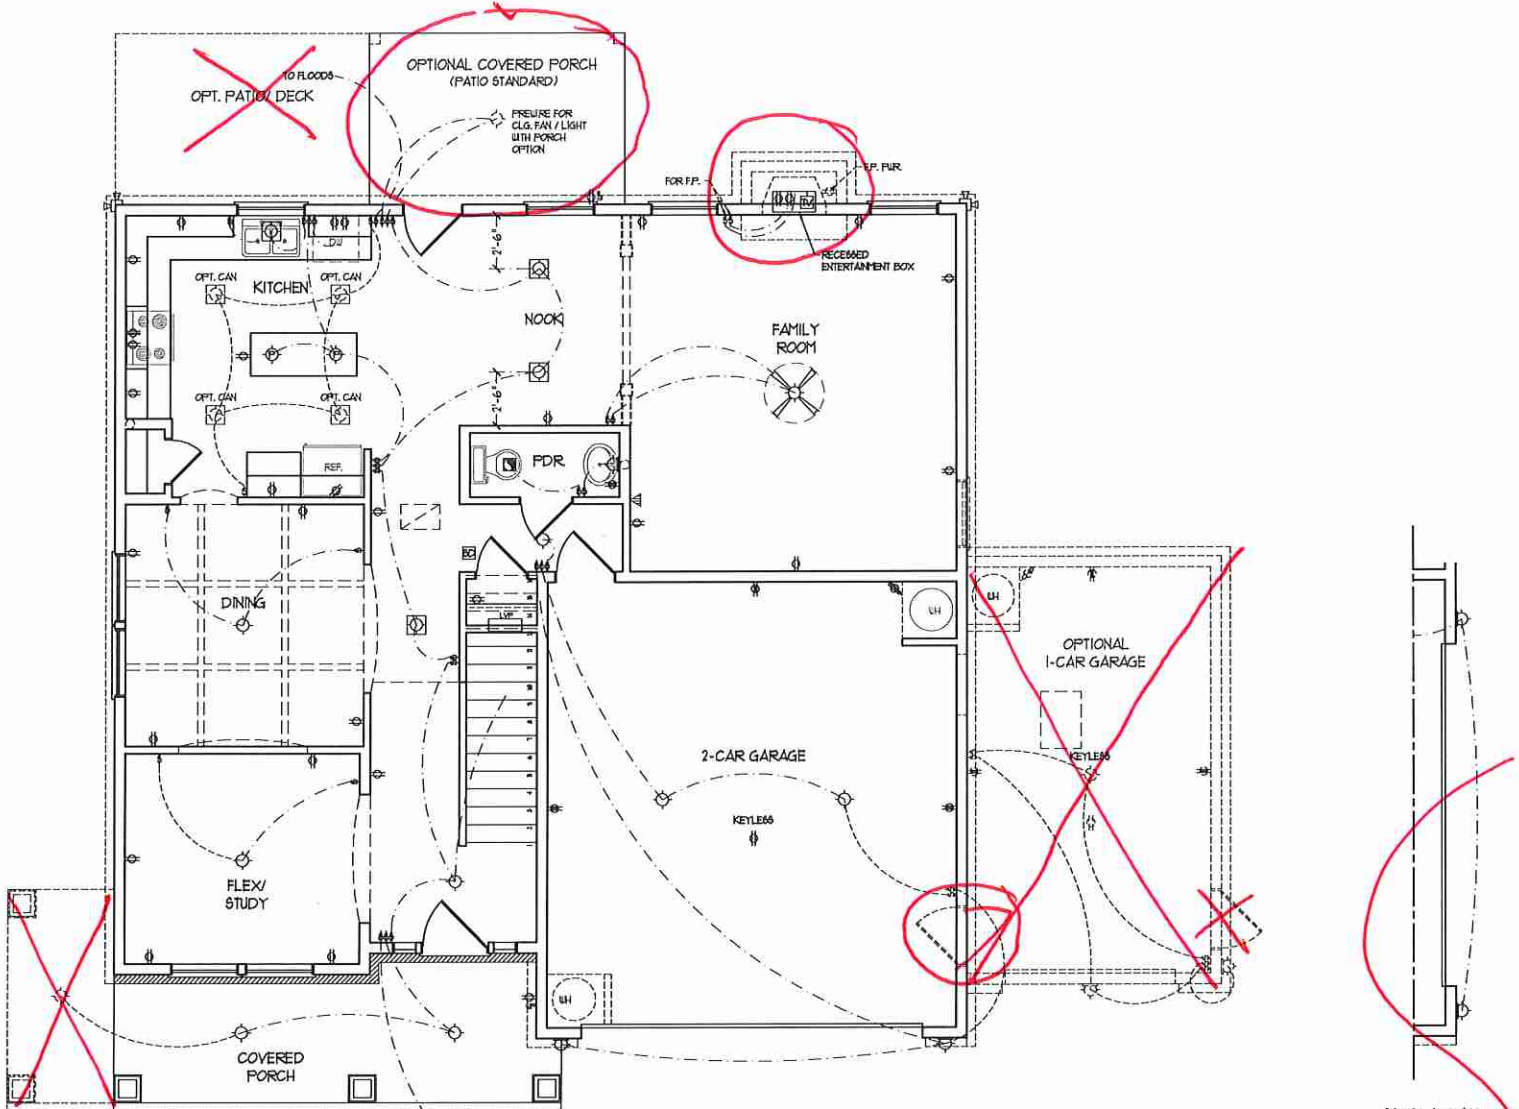 OPTIONAL COVERED PORCH
(PATIO STANDARD)
TO FLOODS
OPT. PATIO/ DECK
PREWIRE FOR
CLG. FAN / LIGHT
WITH PORCH
OPTION
FOR F.P.
F.P. PWR.
TV
RECESSED
ENTERTAINMENT BOX
DW
2'-6"
OPT. CAN
OPT. CAN
KITCHEN
NOOK
FAMILY
ROOM
P
P
OPT. CAN
OPT. CAN
2'-6"
REF.
PDR
SD
DINING
WH
WH
OPTIONAL
1-CAR GARAGE
2-CAR GARAGE
KEYLESS
KEYLESS
FLEX/
STUDY
WH
COVERED
PORCH